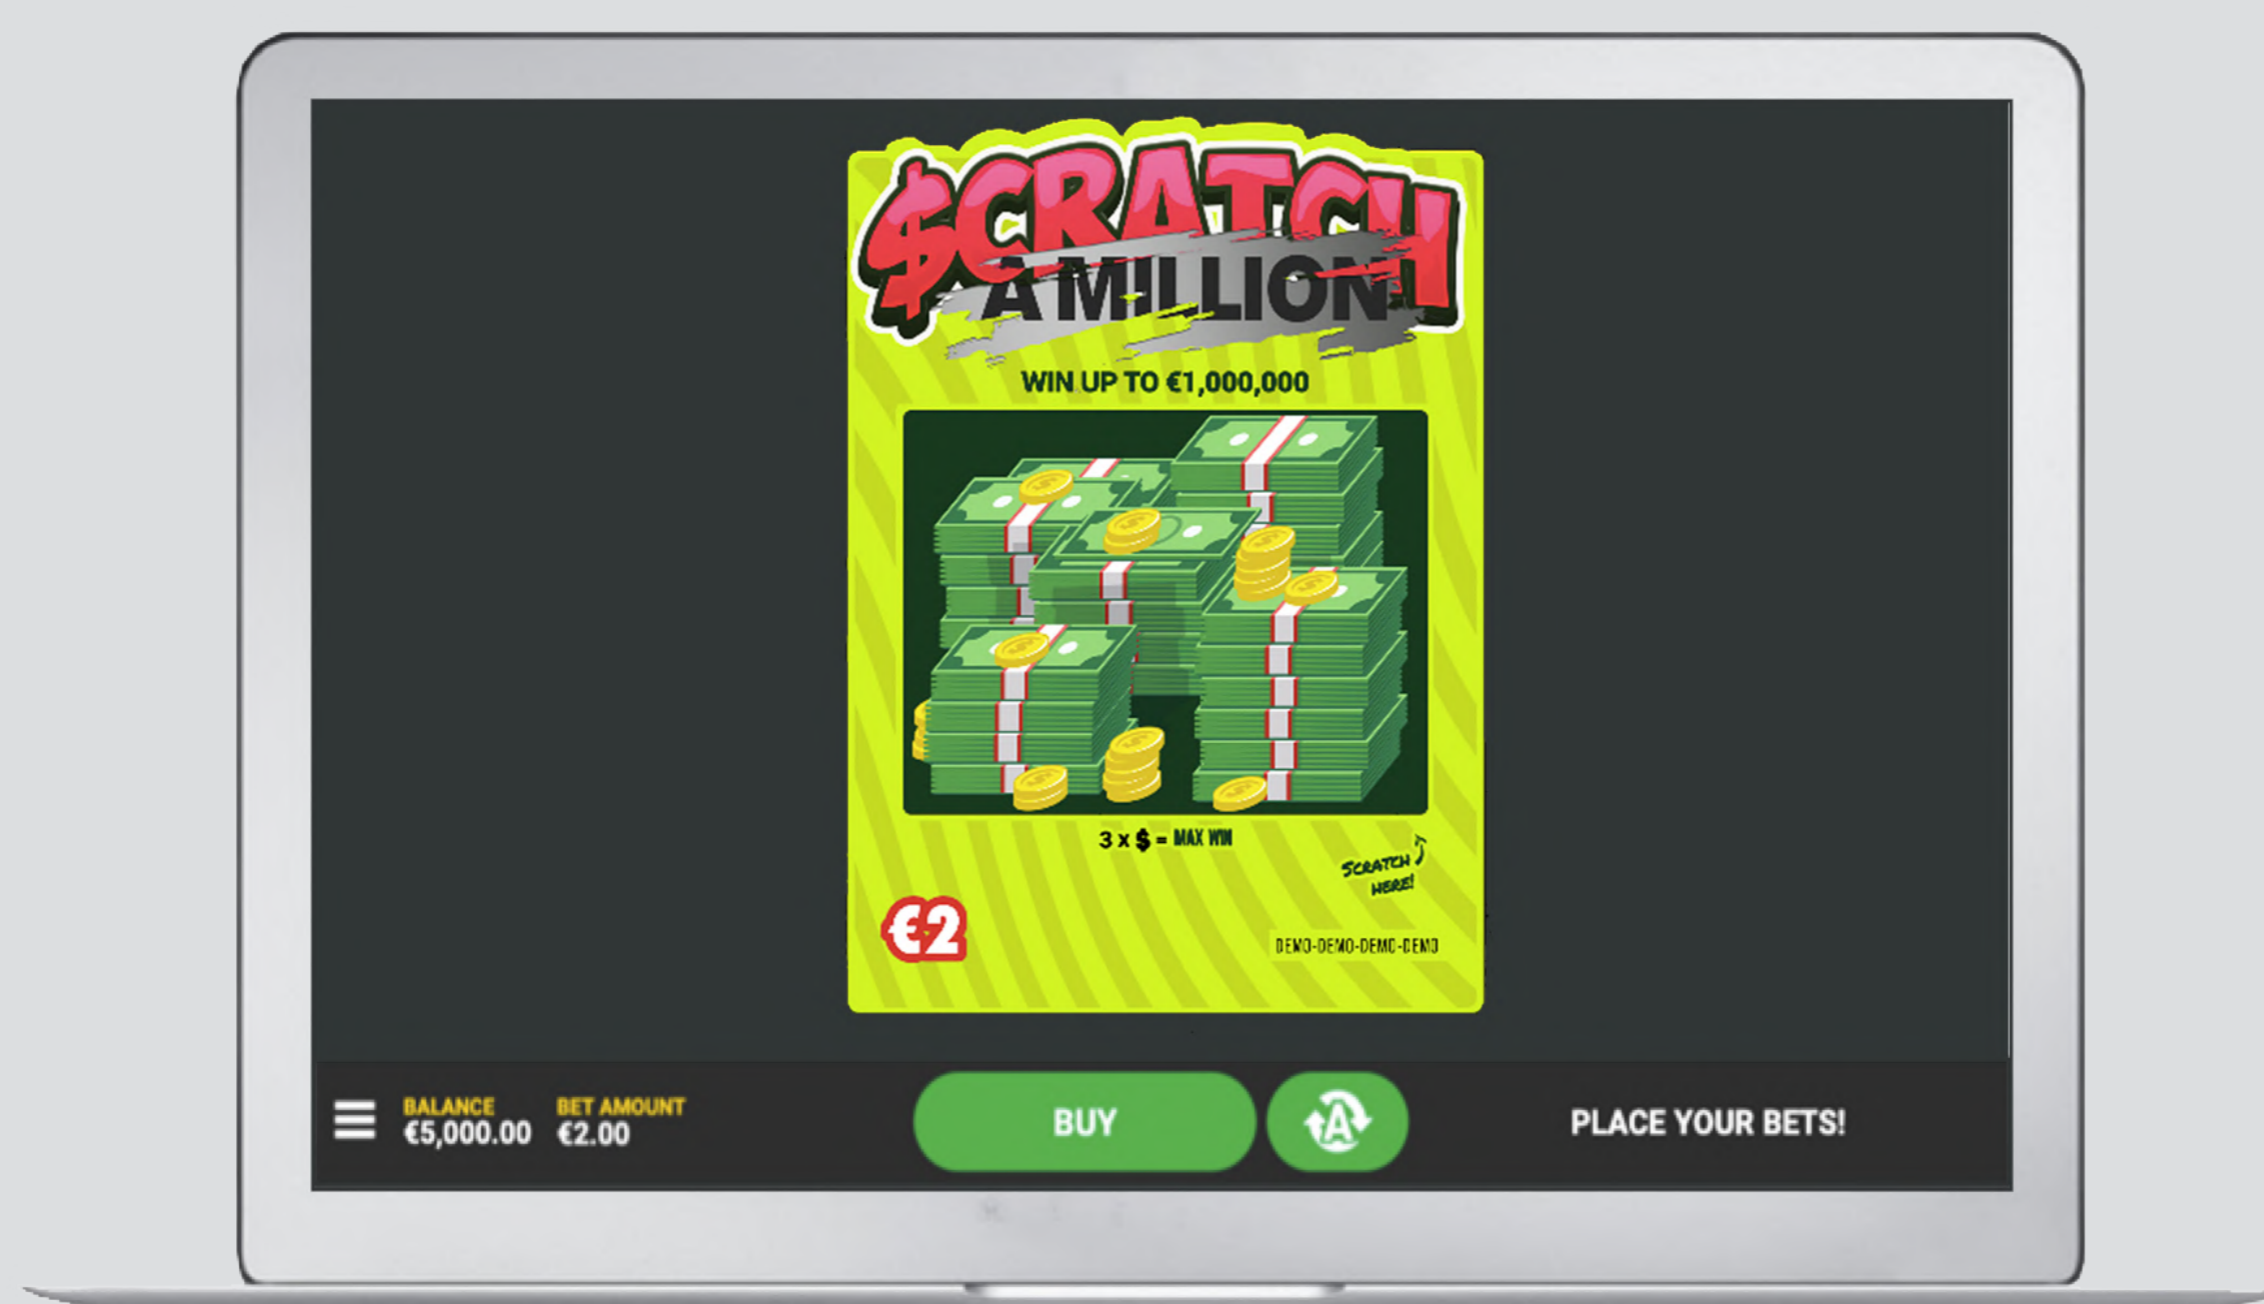 $CRATCH
A MILLION
WIN UP TO €1,000,000
3 x $ = MAX WIN
SCRATCH
HERE!
€2
DEMO-DEMO-DEMO-DEMO
BALANCE
€5,000.00
BET AMOUNT
€2.00
BUY
A
PLACE YOUR BETS!